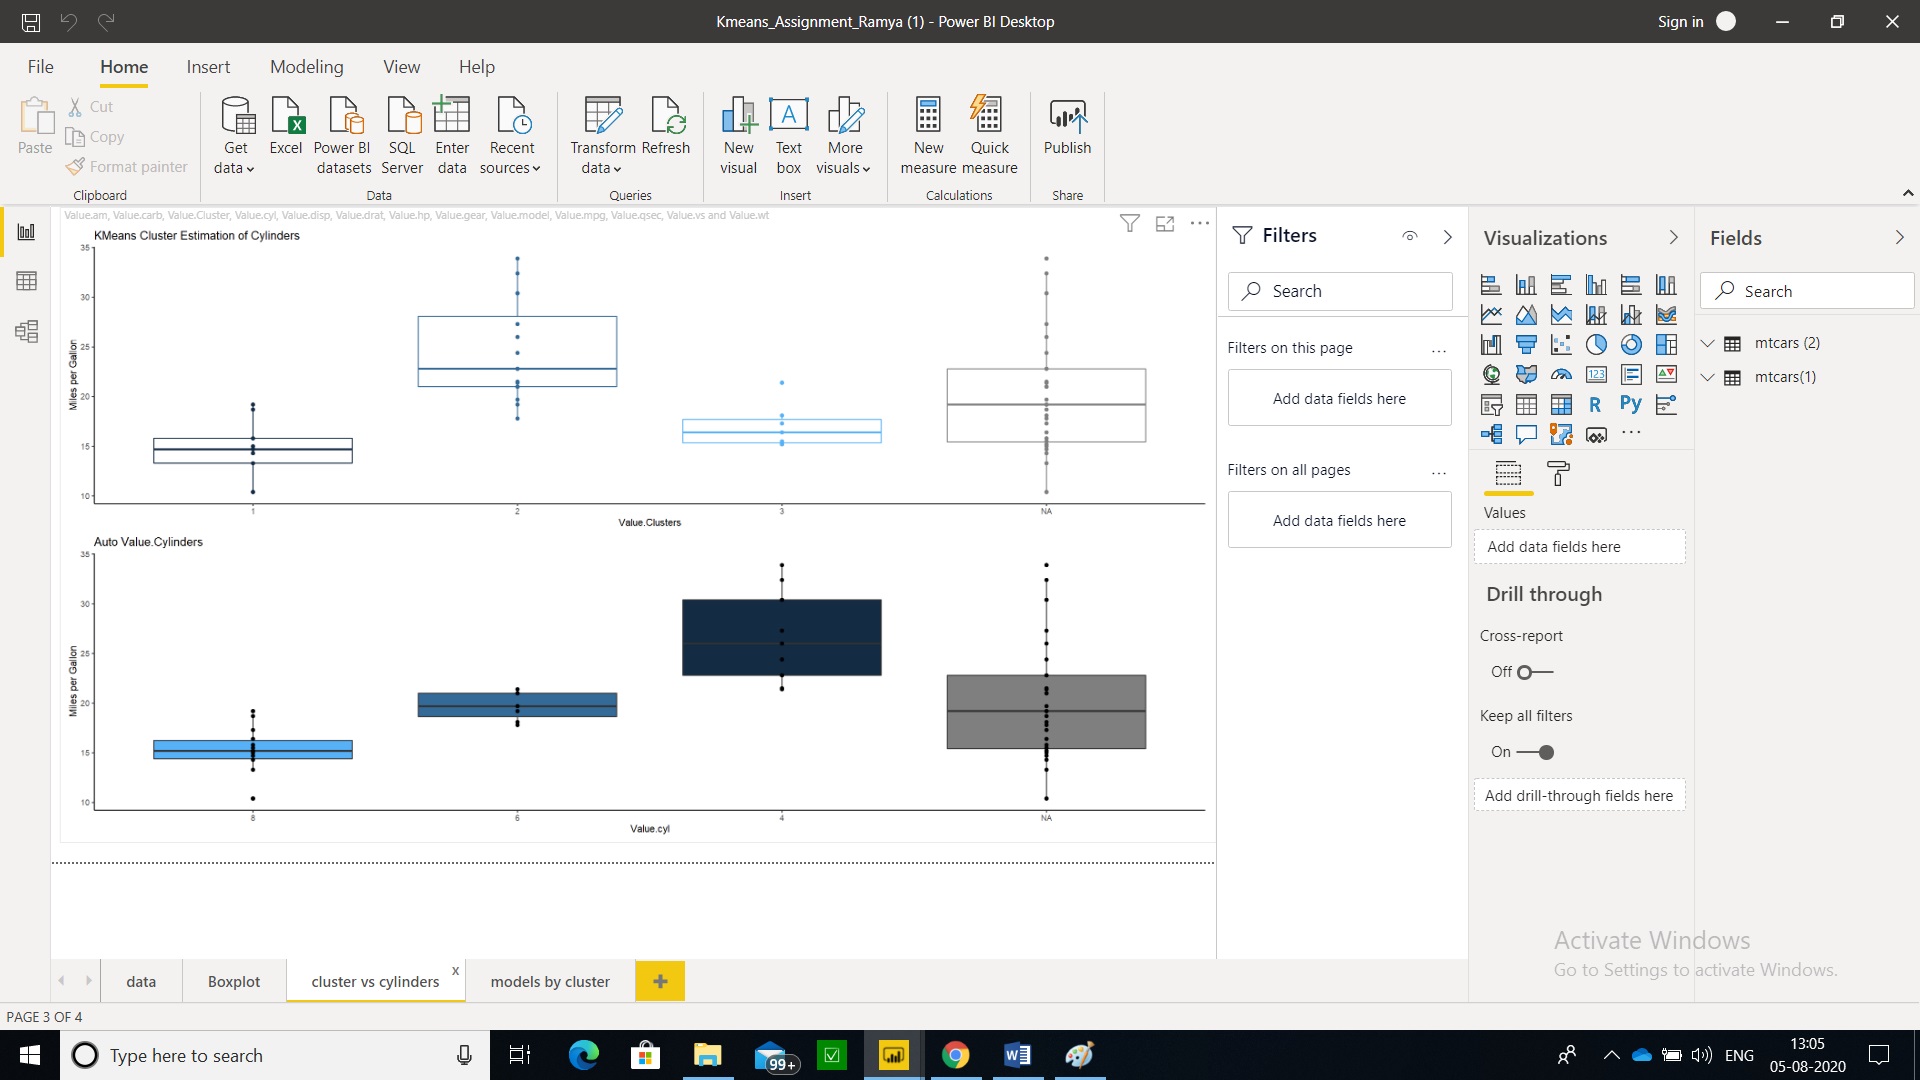 Kmeans_Assignment_Ramya (1) - Power BI Desktop
Sign in
File Home Insert Modeling View Help
Paste
Cut
Copy
Format painter
Clipboard
Get data
Excel
Power BI datasets
SQL Server
Enter data
Recent sources
Data
Transform data
Refresh
Queries
New visual
Text box
More visuals
Insert
New measure
Quick measure
Calculations
Publish
Share
Value.am, Value.carb, Value.Cluster, Value.cyl, Value.disp, Value.drat, Value.hp, Value.gear, Value.model, Value.mpg, Value.qsec, Value.vs and Value.wt
KMeans Cluster Estimation of Cylinders
Miles per Gallon
35
30
25
20
15
10
1 2 3 NA
Value.Clusters
Auto Value.Cylinders
Miles per Gallon
35
30
25
20
15
10
8 6 4 NA
Value.cyl
Filters
Search
Filters on this page
...
Add data fields here
Filters on all pages
...
Add data fields here
Visualizations
123
R
Py
...
Values
Add data fields here
Drill through
Cross-report
Off
Keep all filters
On
Add drill-through fields here
Fields
Search
mtcars (2)
mtcars(1)
Activate Windows
Go to Settings to activate Windows.
data
Boxplot
cluster vs cylinders
x
models by cluster
+
PAGE 3 OF 4
Type here to search
99+
ENG
13:05
05-08-2020